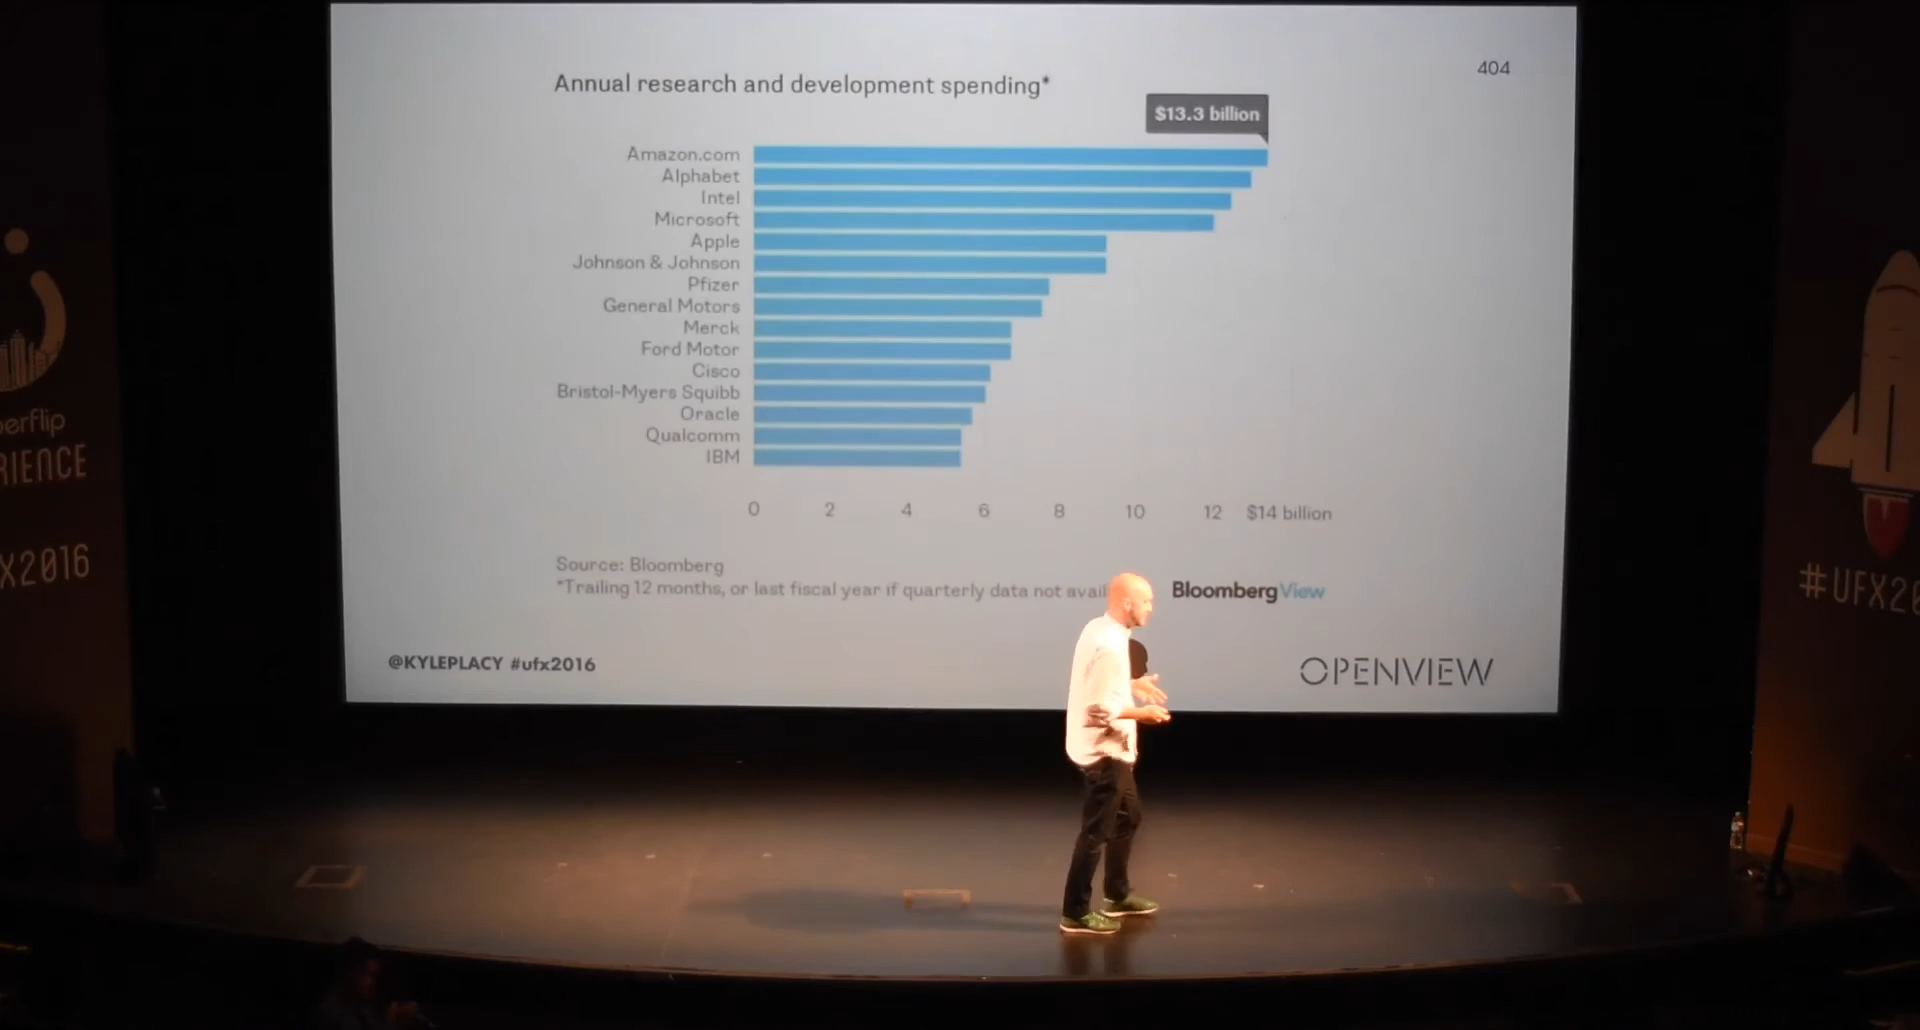 Annual research and development spending*
404
$13.3 billion
Amazon.com
Alphabet
Intel
Microsoft
Apple
Johnson & Johnson
Pfizer
General Motors
Merck
Ford Motor
Cisco
Bristol-Myers Squibb
Oracle
Qualcomm
IBM
0 2 4 6 8 10 12 $14 billion
Source: Bloomberg
*Trailing 12 months, or last fiscal year if quarterly data not avail
BloombergView
@KYLEPLACY #ufx2016
OPENVIEW
erflip
RIENCE
X2016
#UFX20